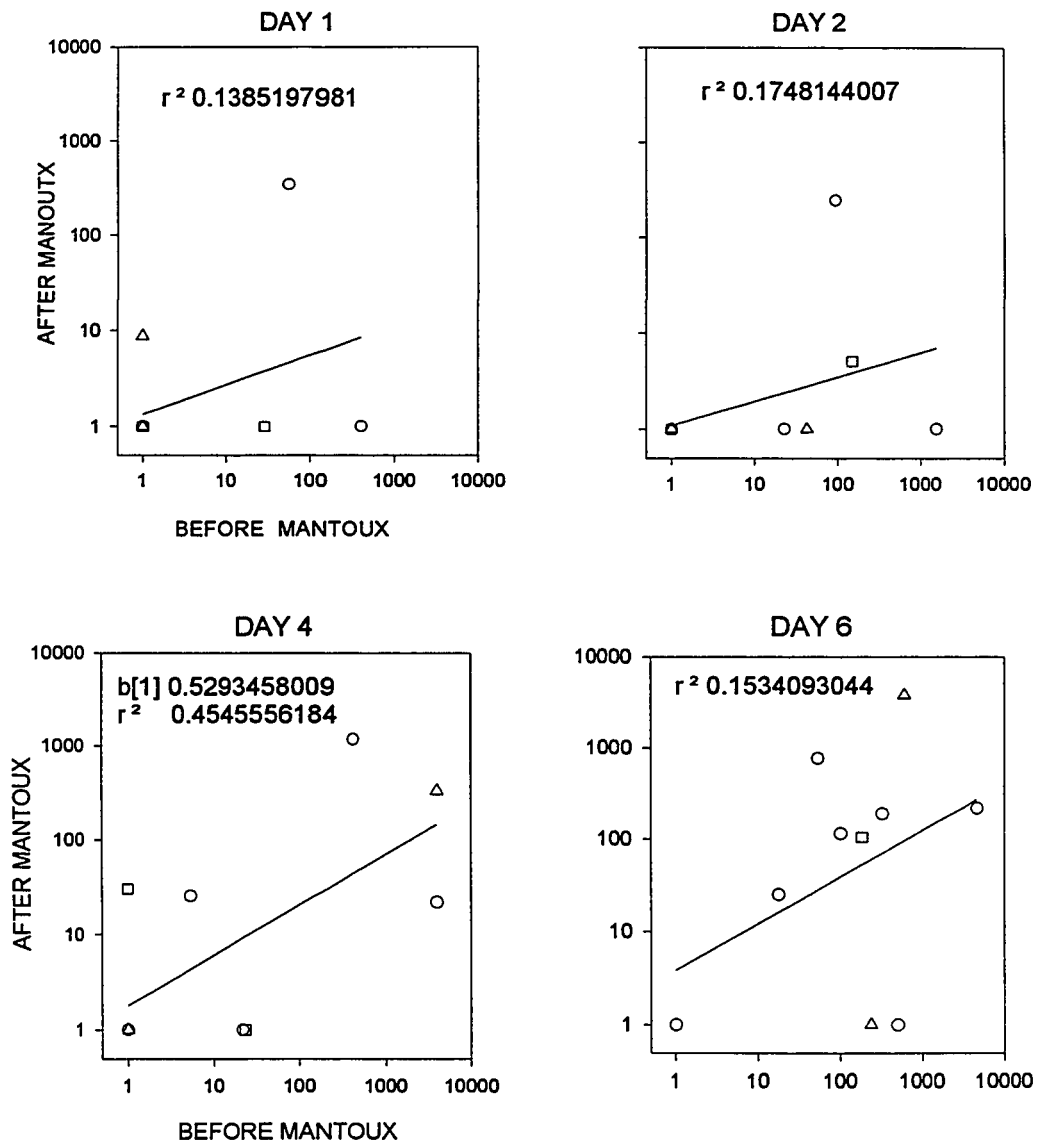 DAY 1
10000
r² 0.1385197981
1000
100
10
1
AFTER MANOUTX
1 10 100 1000 10000
BEFORE MANTOUX
DAY 2
r² 0.1748144007
1 10 100 1000 10000
DAY 4
10000
b[1] 0.5293458009
r² 0.4545556184
1000
100
10
1
AFTER MANTOUX
1 10 100 1000 10000
BEFORE MANTOUX
DAY 6
10000
r² 0.1534093044
1000
100
10
1
1 10 100 1000 10000